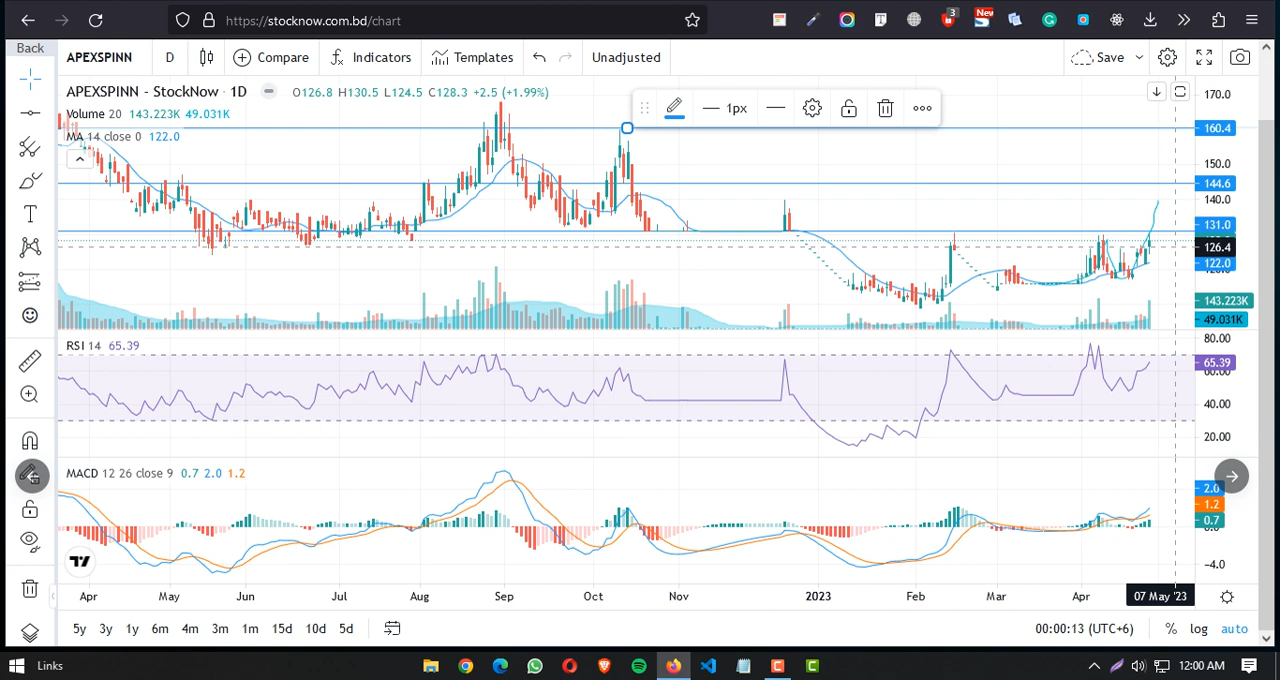 https://stocknow.com.bd/chart
3
New
Back
APEXSPINN
D
Compare
Indicators
Templates
Unadjusted
Save
APEXSPINN - StockNow · 1D
O126.8 H130.5 L124.5 C128.3 +2.5 (+1.99%)
1px
Volume 20 143.223K 49.031K
MA 14 close 0 122.0
170.0
160.4
150.0
144.6
140.0
131.0
126.4
122.0
143.223K
49.031K
RSI 14 65.39
80.00
65.39
60.00
40.00
20.00
MACD 12 26 close 9 0.7 2.0 1.2
2.0
1.2
0.7
-4.0
Apr May Jun Jul Aug Sep Oct Nov 2023 Feb Mar Apr 07 May '23
5y 3y 1y 6m 4m 3m 1m 15d 10d 5d
00:00:13 (UTC+6)
% log auto
Links
12:00 AM